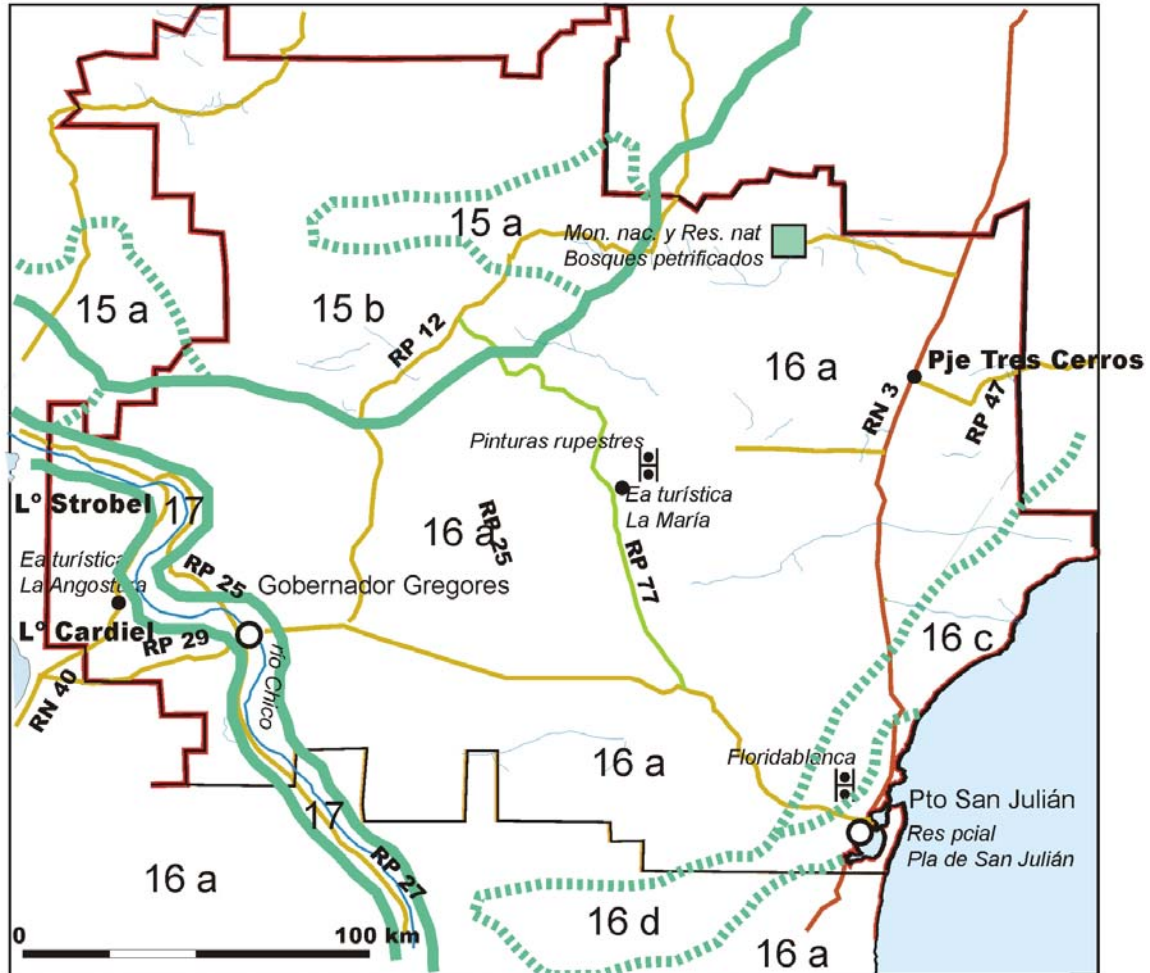 15 a
Mon. nac. y Res. nat
Bosques petrificados
15 a
15 b
RP 12
16 a
Pje Tres Cerros
RN 3
RP 47
Pinturas rupestres
Ea turística
La María
Lº Strobel
17
16 a
RP 25
RP 77
Ea turística
La Angostura
RP 25
Gobernador Gregores
Lº Cardiel
RP 29
16 c
RN 40
río Chico
16 a
Floridablanca
Pto San Julián
Res pcial
Pla de San Julián
17
RP 27
16 a
16 d
16 a
0
100 km